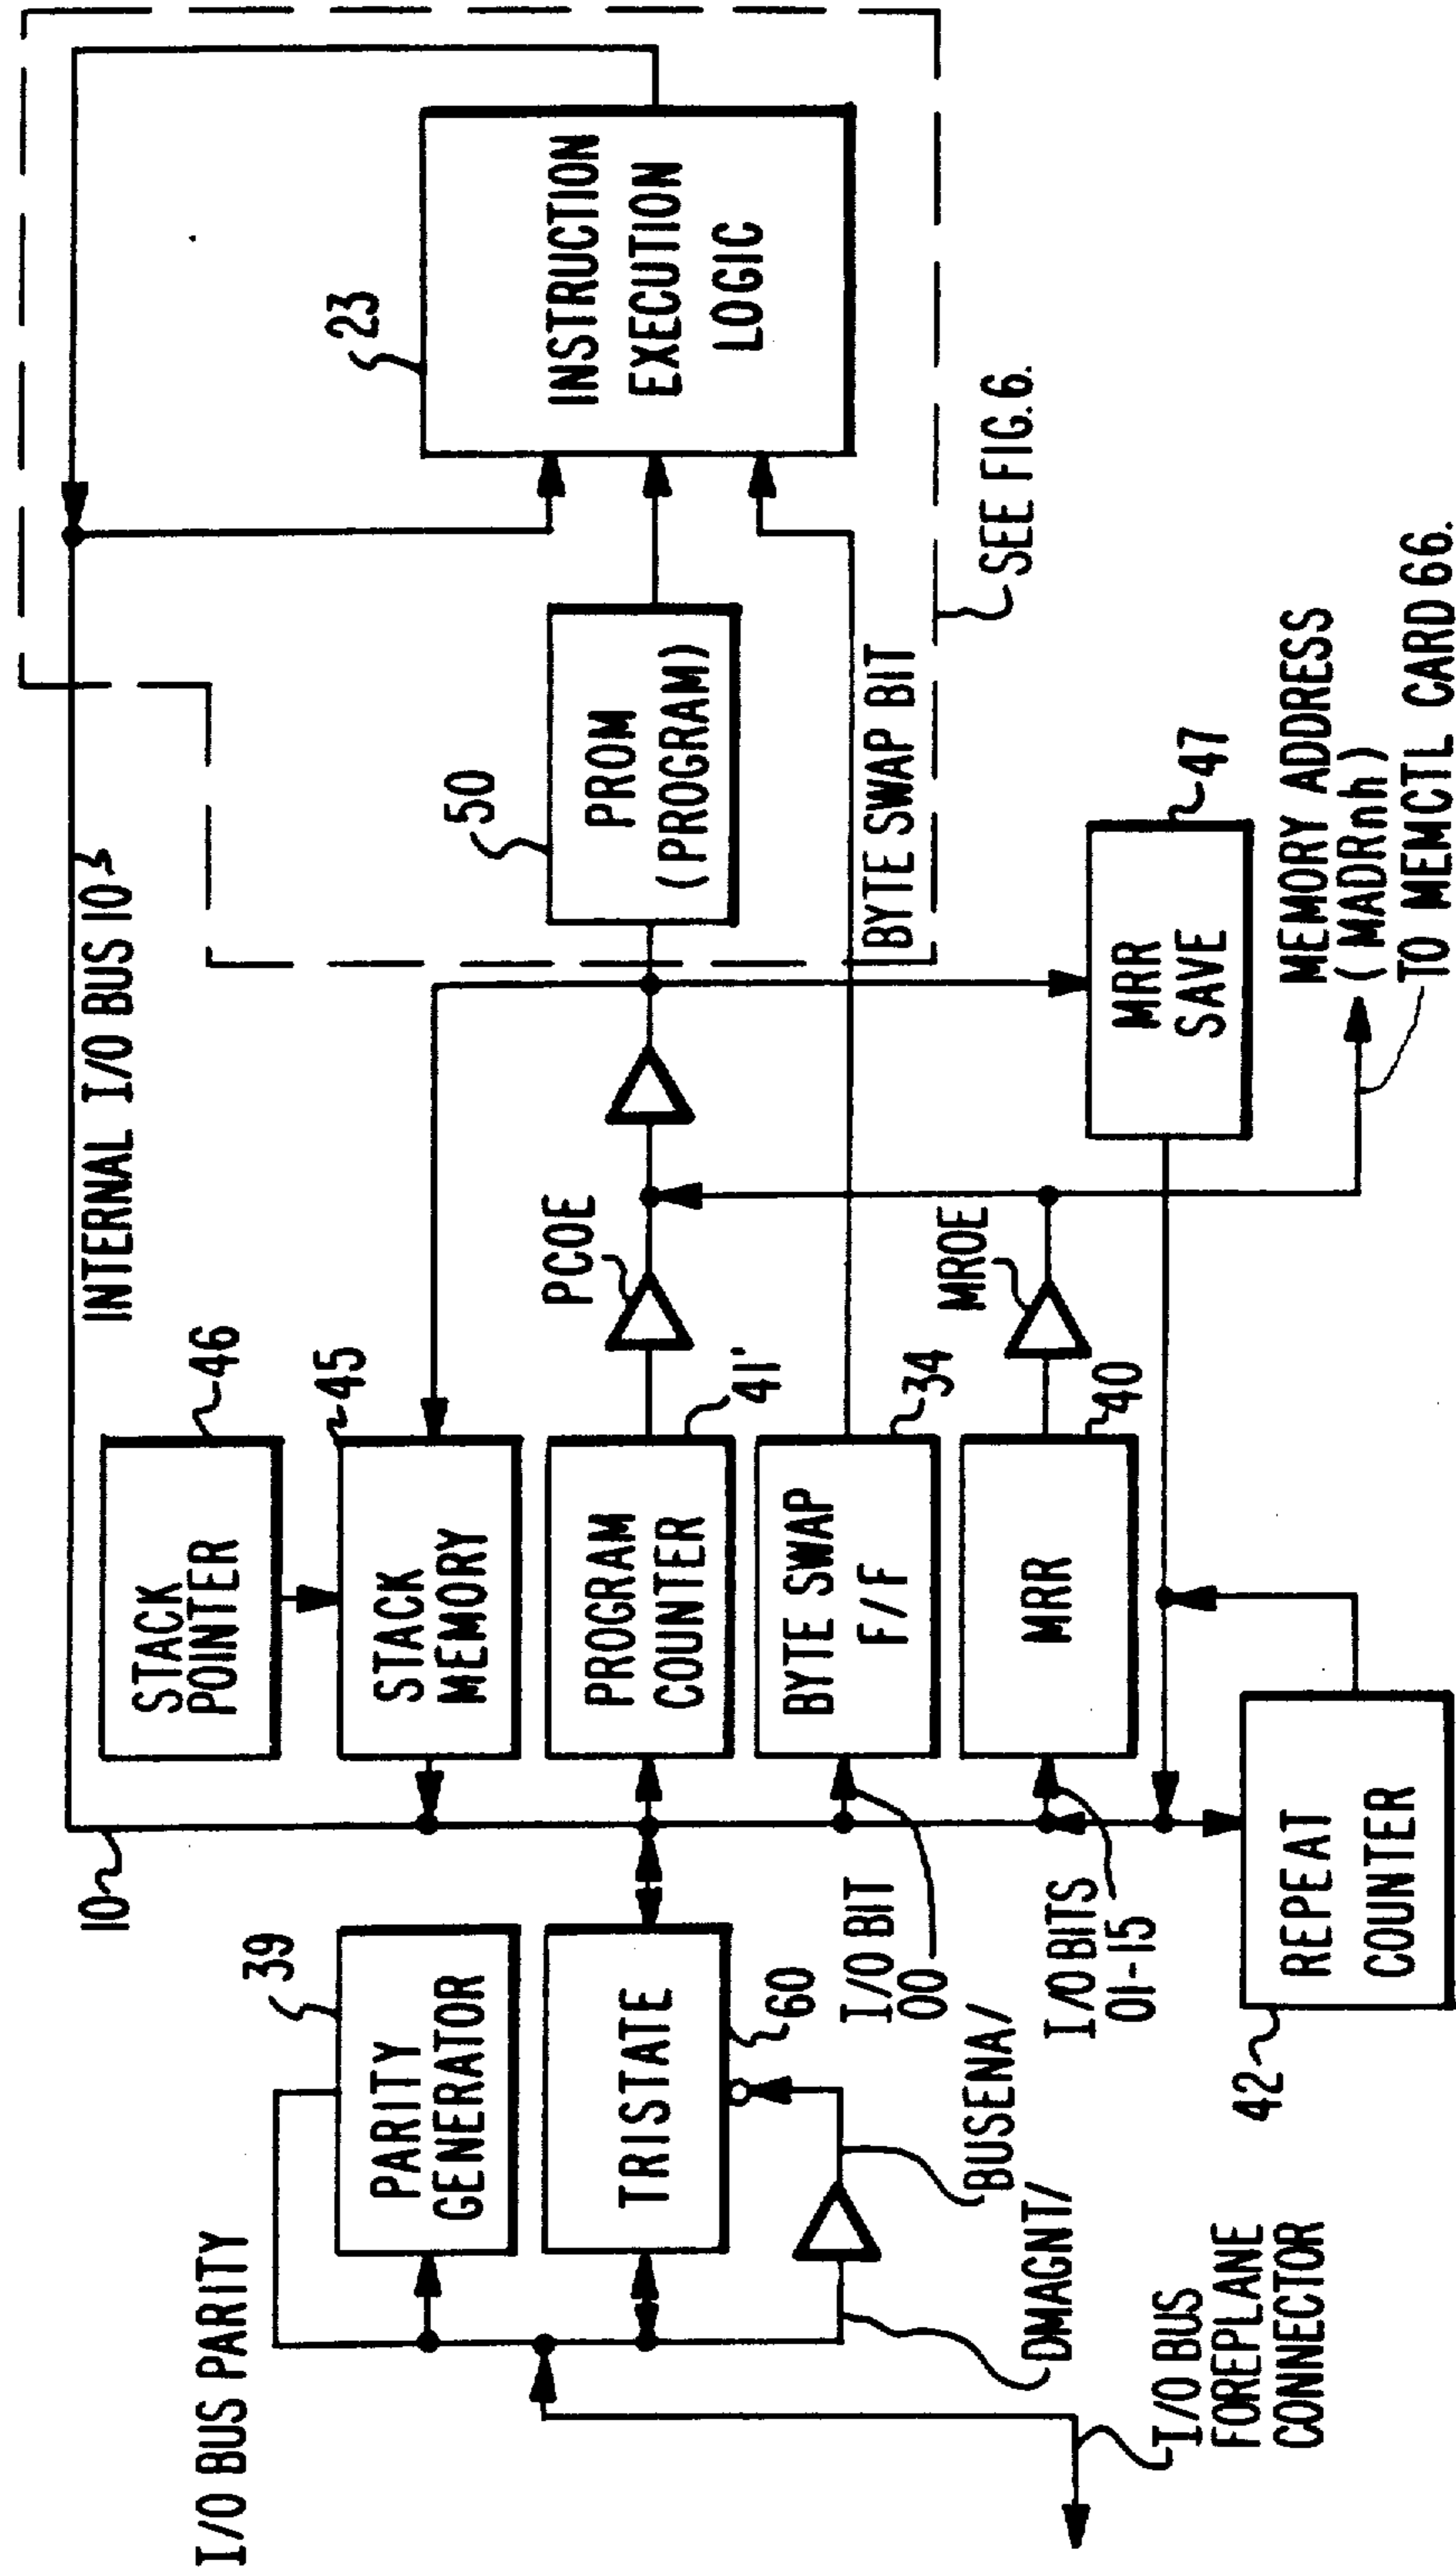 I/O BUS PARITY
10
INTERNAL I/O BUS 10
39
PARITY
GENERATOR
STACK
POINTER
46
STACK
MEMORY
45
23
INSTRUCTION
EXECUTION
LOGIC
TRISTATE
60
PROGRAM
COUNTER
41'
PCOE
50
PROM
(PROGRAM)
I/O BIT
00
BYTE SWAP
F/F
34
BYTE SWAP BIT
DMAGNT/
BUSENA/
I/O BITS
01-15
MRR
40
MROE
MRR
SAVE
47
SEE FIG. 6.
I/O BUS
FOREPLANE
CONNECTOR
42
REPEAT
COUNTER
MEMORY ADDRESS
(MADRnh)
TO MEMCTL CARD 66.